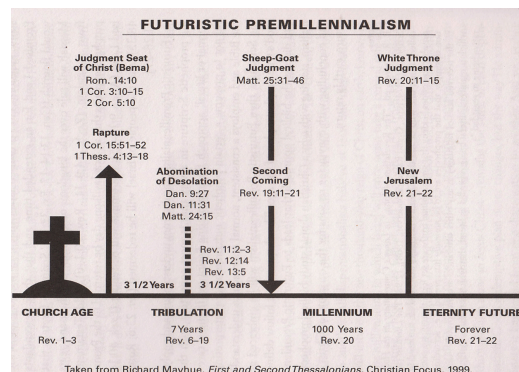 FUTURISTIC PREMILLENNIALISM
Judgment Seat
of Christ (Bema)
Rom. 14:10
1 Cor. 3:10–15
2 Cor. 5:10
Rapture
1 Cor. 15:51–52
1 Thess. 4:13–18
Abomination
of Desolation
Dan. 9:27
Dan. 11:31
Matt. 24:15
Rev. 11:2–3
Rev. 12:14
Rev. 13:5
3 1/2 Years
3 1/2 Years
Sheep-Goat
Judgment
Matt. 25:31–46
Second
Coming
Rev. 19:11–21
White Throne
Judgment
Rev. 20:11–15
New
Jerusalem
Rev. 21–22
CHURCH AGE
Rev. 1–3
TRIBULATION
7 Years
Rev. 6–19
MILLENNIUM
1000 Years
Rev. 20
ETERNITY FUTURE
Forever
Rev. 21–22
Taken from Richard Mayhue, First and Second Thessalonians, Christian Focus, 1999.